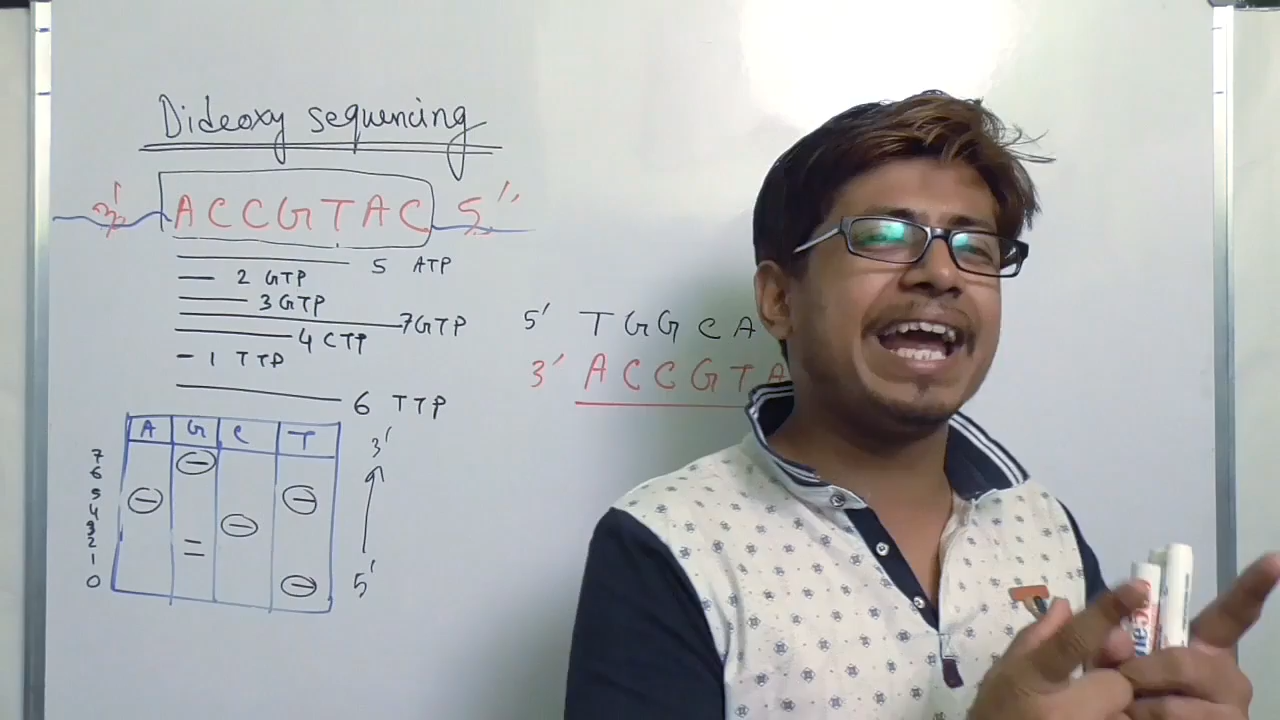 Dideoxy sequencing
3' ACCGTAC 5'
5 ATP
2 GTP
3 GTP
7 GTP
4 CTP
1 TTP
6 TTP
5' TGGCA
3' ACCGTA
A G C T
3'
7
6
5
4
3
2
1
0
5'